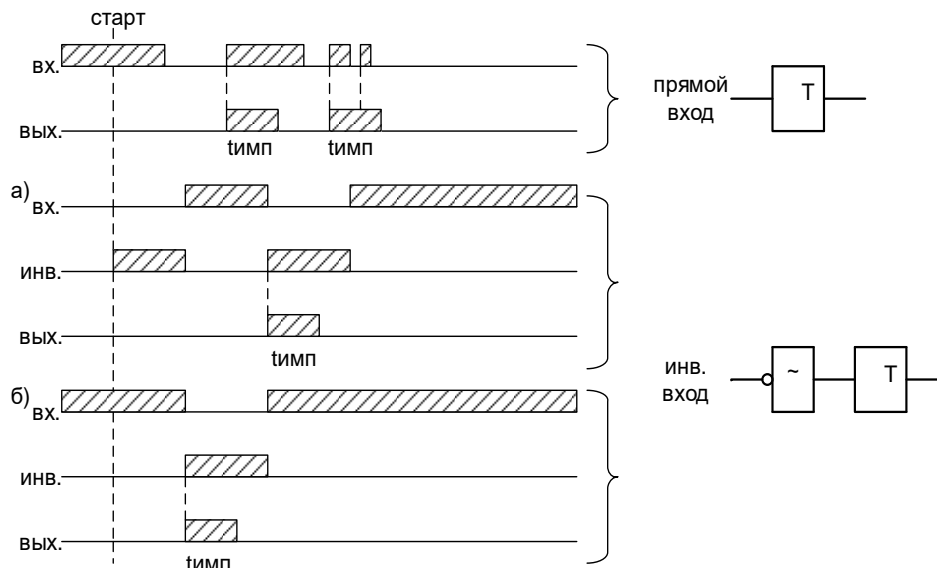 старт
вх.
вых.
tимп tимп
прямой
вход
T
а)
вх.
инв.
вых.
tимп
инв.
вход
~
T
б)
вх.
инв.
вых.
tимп